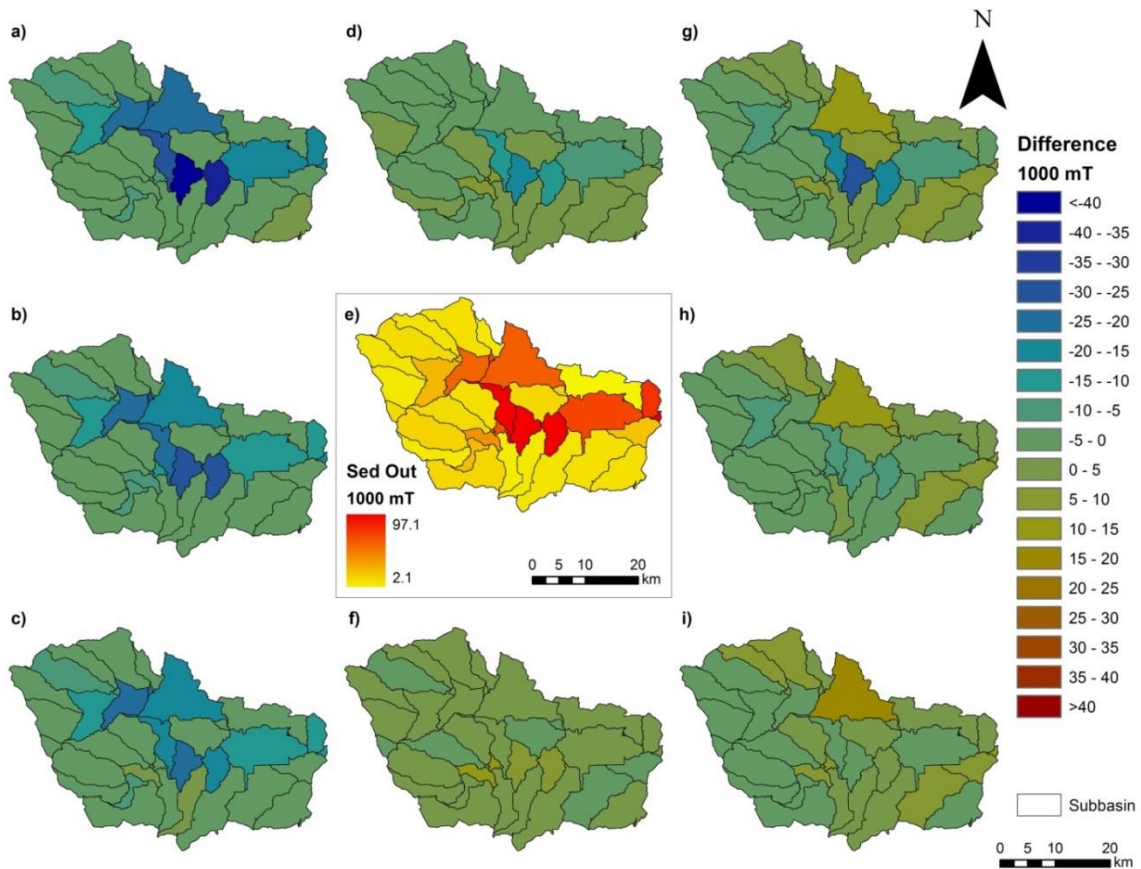 a)
d)
g)
N
Difference
1000 mT
<-40
-40 - -35
-35 - -30
-30 - -25
-25 - -20
-20 - -15
-15 - -10
-10 - -5
-5 - 0
0 - 5
5 - 10
10 - 15
15 - 20
20 - 25
25 - 30
30 - 35
35 - 40
>40
b)
e)
h)
Sed Out
1000 mT
97.1
2.1
0 5 10 20
km
c)
f)
i)
Subbasin
0 5 10 20
km